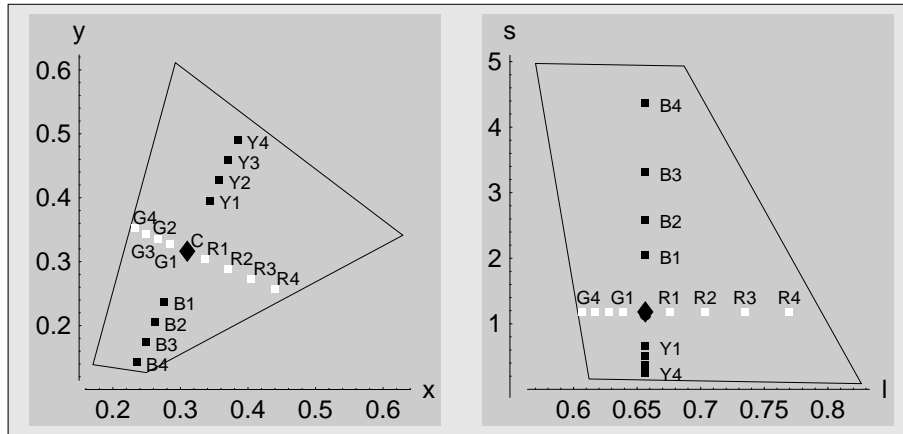 y
0.6
0.5
0.4
0.3
0.2
Y4
Y3
Y2
Y1
G4
G2
G3
G1
C
R1
R2
R3
R4
B1
B2
B3
B4
0.2 0.3 0.4 0.5 0.6 x
s
5
4
3
2
1
B4
B3
B2
B1
G4 G1 R1 R2 R3 R4
Y1
Y4
0.6 0.65 0.7 0.75 0.8 l